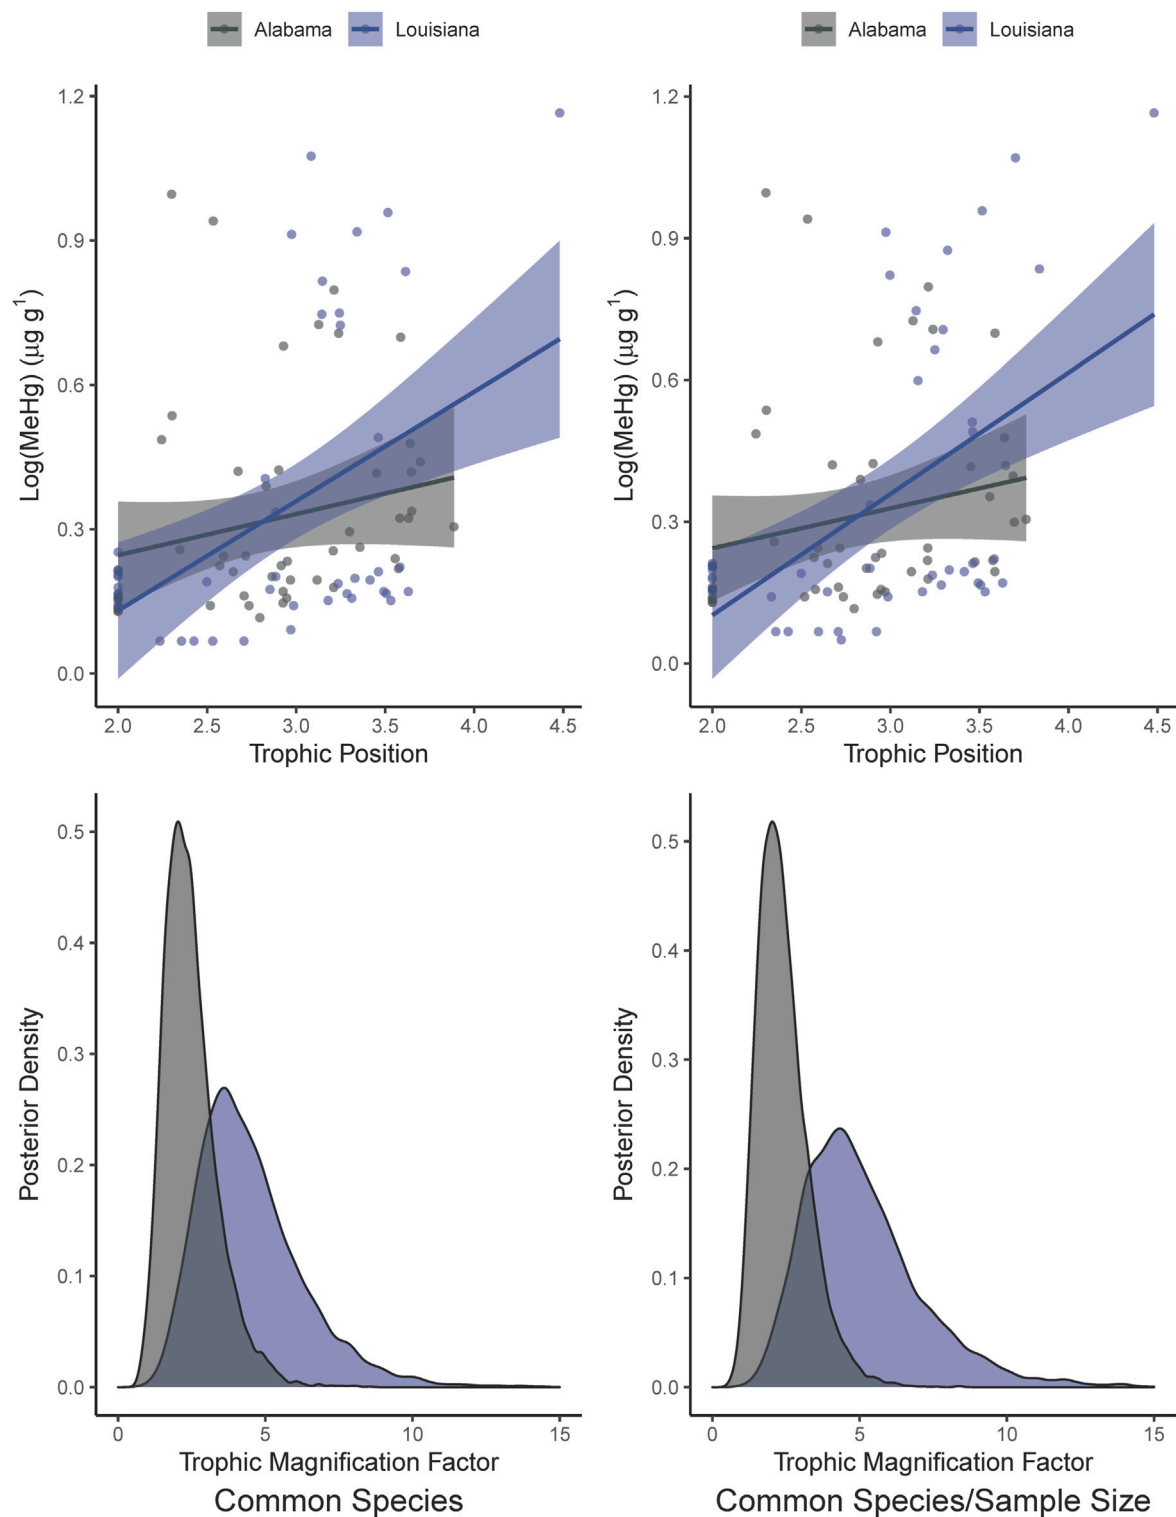 Alabama Louisiana
Alabama Louisiana
Log(MeHg) (µg g¹)
1.2
0.9
0.6
0.3
0.0
2.0 2.5 3.0 3.5 4.0 4.5
Trophic Position
Log(MeHg) (µg g¹)
1.2
0.9
0.6
0.3
0.0
2.0 2.5 3.0 3.5 4.0 4.5
Trophic Position
Posterior Density
0.5
0.4
0.3
0.2
0.1
0.0
0 5 10 15
Trophic Magnification Factor
Common Species
Posterior Density
0.5
0.4
0.3
0.2
0.1
0.0
0 5 10 15
Trophic Magnification Factor
Common Species/Sample Size